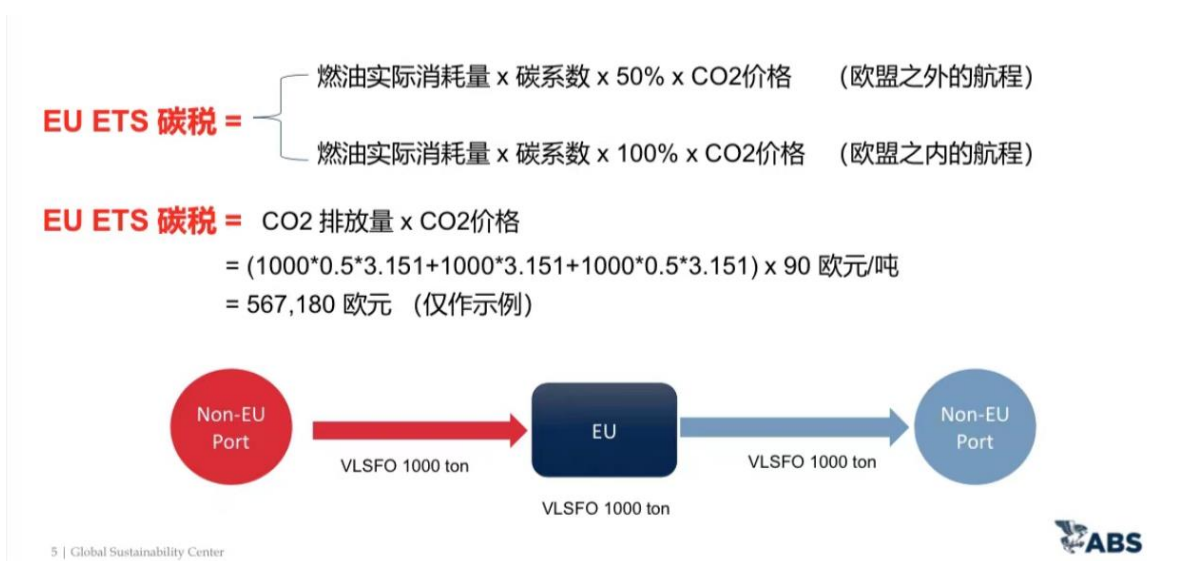 燃油实际消耗量 x 碳系数 x 50% x CO2价格 （欧盟之外的航程）
EU ETS 碳税 =
燃油实际消耗量 x 碳系数 x 100% x CO2价格 （欧盟之内的航程）
EU ETS 碳税 = CO2 排放量 x CO2价格
= (1000*0.5*3.151+1000*3.151+1000*0.5*3.151) x 90 欧元/吨
= 567,180 欧元 （仅作示例）
Non-EU
Port
VLSFO 1000 ton
EU
VLSFO 1000 ton
VLSFO 1000 ton
Non-EU
Port
5 | Global Sustainability Center
ABS